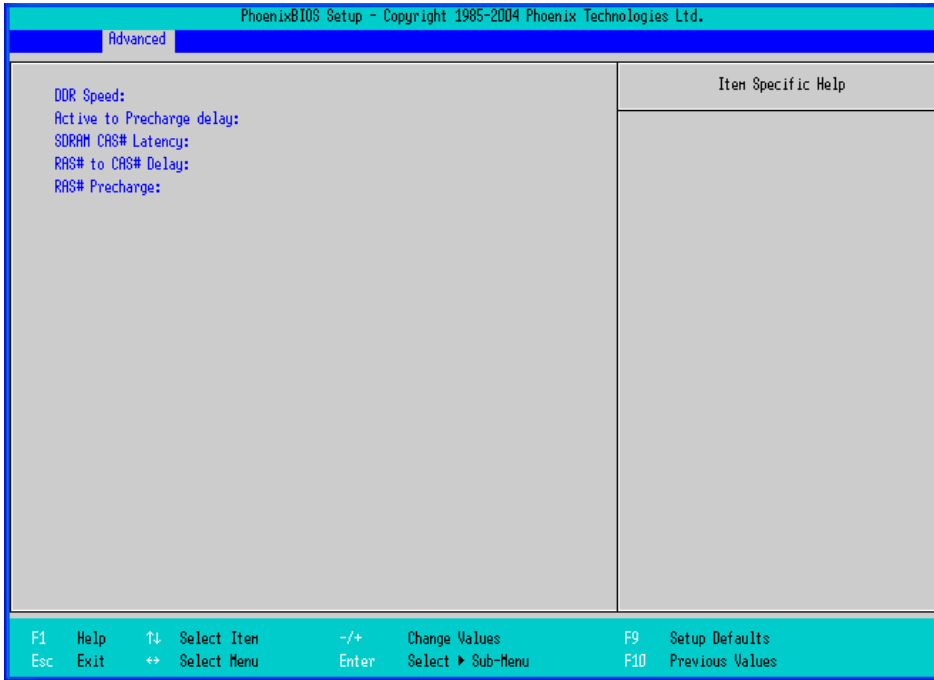 PhoenixBIOS Setup - Copyright 1985-2004 Phoenix Technologies Ltd.
Advanced
Item Specific Help
DDR Speed:
Active to Precharge delay:
SDRAM CAS# Latency:
RAS# to CAS# Delay:
RAS# Precharge:
F1 Help ↑↓ Select Item -/+ Change Values F9 Setup Defaults
Esc Exit ↔ Select Menu Enter Select ▶ Sub-Menu F10 Previous Values